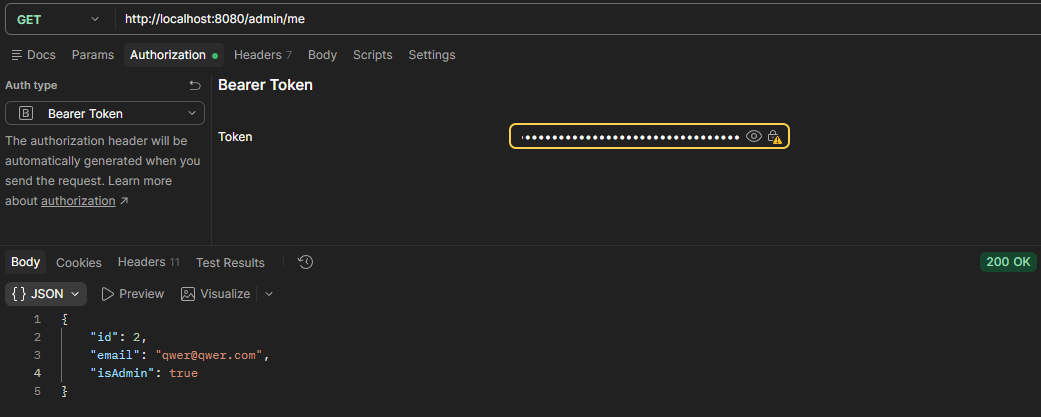 GET http://localhost:8080/admin/me
Docs Params Authorization Headers 7 Body Scripts Settings
Auth type
B Bearer Token
The authorization header will be
automatically generated when you
send the request. Learn more
about authorization ↗
Bearer Token
Token ••••••••••••••••••••••••••••••••
Body Cookies Headers 11 Test Results 200 OK
{} JSON Preview Visualize
1 {
2 "id": 2,
3 "email": "qwer@qwer.com",
4 "isAdmin": true
5 }